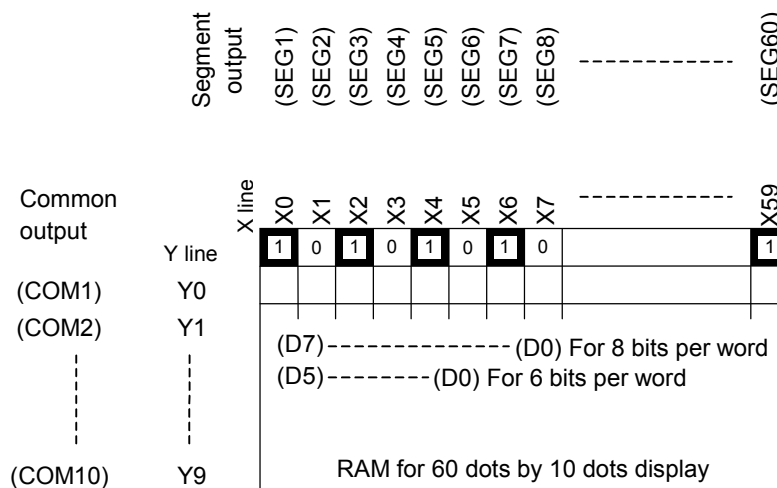 Segment
output
(SEG1) (SEG2) (SEG3) (SEG4) (SEG5) (SEG6) (SEG7) (SEG8) (SEG60)
Common
output
X line X0 X1 X2 X3 X4 X5 X6 X7 X59
Y line
1 0 1 0 1 0 1 0 1
(COM1) Y0
(COM2) Y1
(D7) (D0) For 8 bits per word
(D5) (D0) For 6 bits per word
(COM10) Y9 RAM for 60 dots by 10 dots display